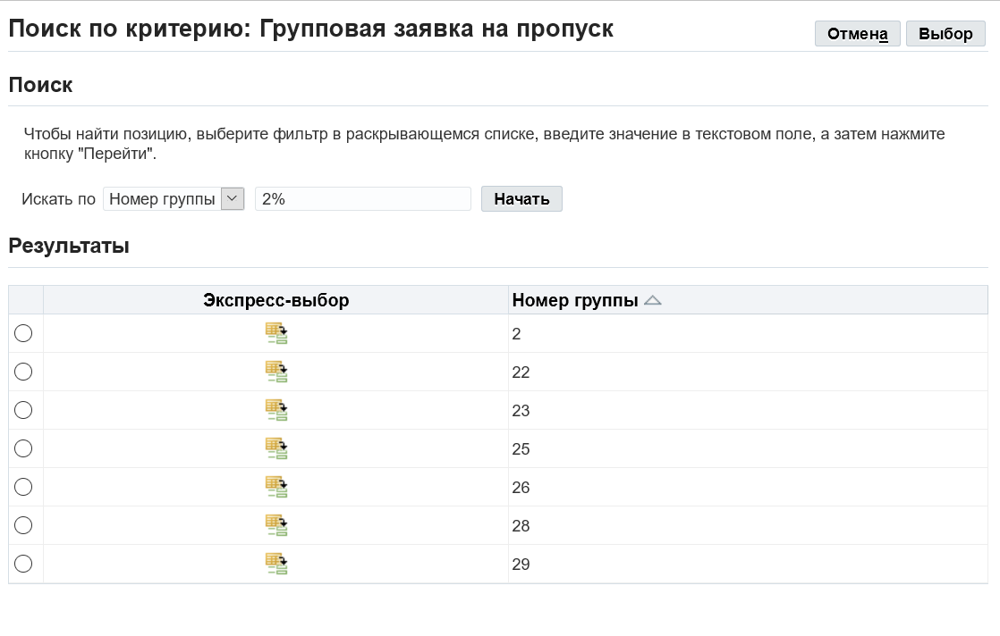 Поиск по критерию: Групповая заявка на пропуск
Отмена Выбор
Поиск
Чтобы найти позицию, выберите фильтр в раскрывающемся списке, введите значение в текстовом поле, а затем нажмите
кнопку "Перейти".
Искать по Номер группы 2% Начать
Результаты
Экспресс-выбор Номер группы
2
22
23
25
26
28
29